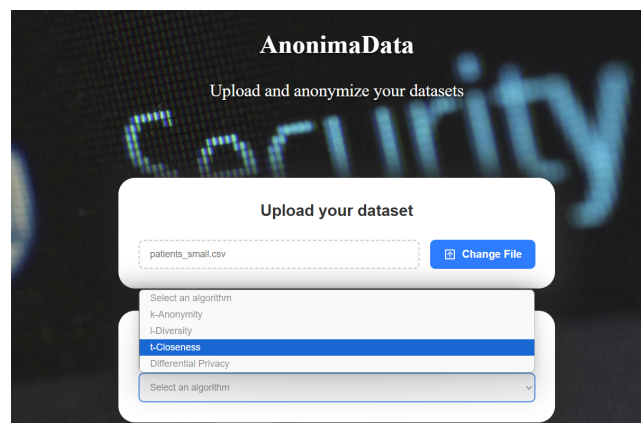 AnonimaData
Upload and anonymize your datasets
Security
Upload your dataset
patients_small.csv
Change File
Select an algorithm
k-Anonymity
l-Diversity
t-Closeness
Differential Privacy
Select an algorithm